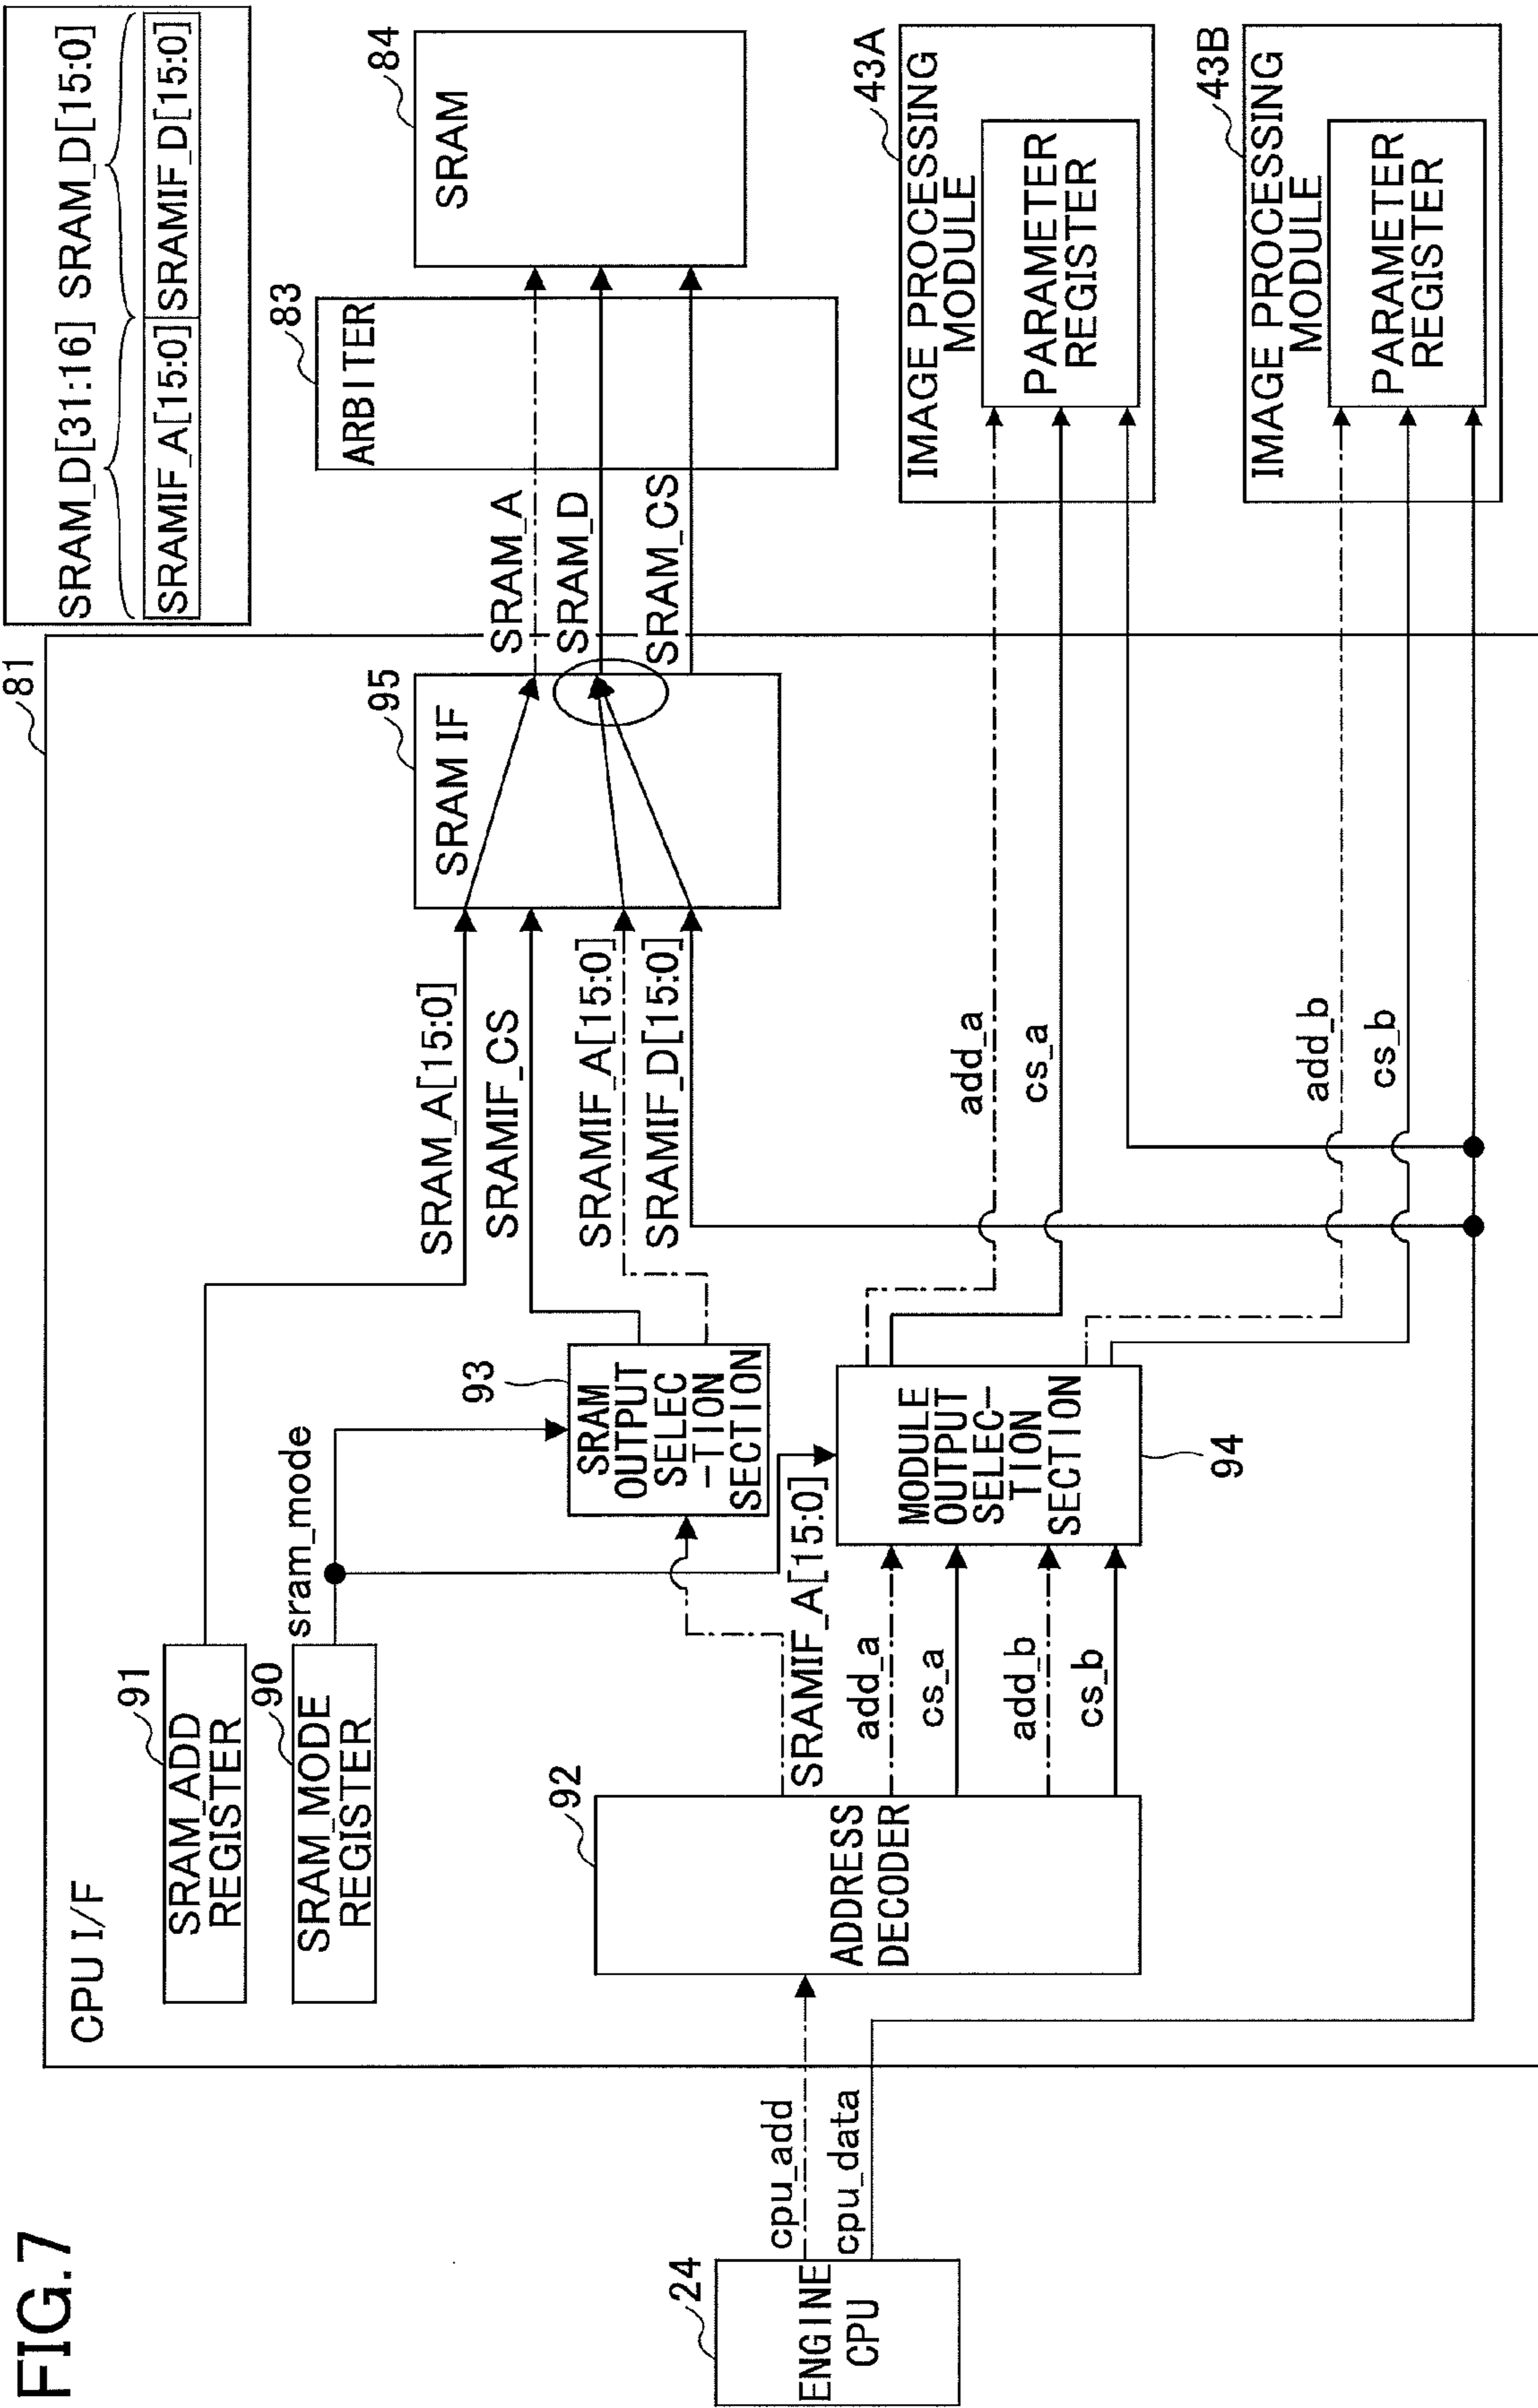 FIG.7
SRAM_D[31:16] SRAM_D[15:0]
SRAMIF_A[15:0] SRAMIF_D[15:0]
81
CPU I/F
91
SRAM_ADD
REGISTER
90
SRAM_MODE
REGISTER
sram_mode
SRAM_A[15:0]
SRAMIF_CS
SRAMIF_A[15:0]
SRAMIF_D[15:0]
95
SRAM IF
SRAM_A
SRAM_D
SRAM_CS
83
ARBITER
84
SRAM
93
SRAM
OUTPUT
SELEC
-TION
SECTION
24
ENGINE
CPU
cpu_add
cpu_data
92
ADDRESS
DECODER
SRAMIF_A[15:0]
add_a
cs_a
add_b
cs_b
MODULE
OUTPUT
SELEC-
TION
SECTION
94
add_a
cs_a
add_b
cs_b
43A
IMAGE PROCESSING
MODULE
PARAMETER
REGISTER
43B
IMAGE PROCESSING
MODULE
PARAMETER
REGISTER